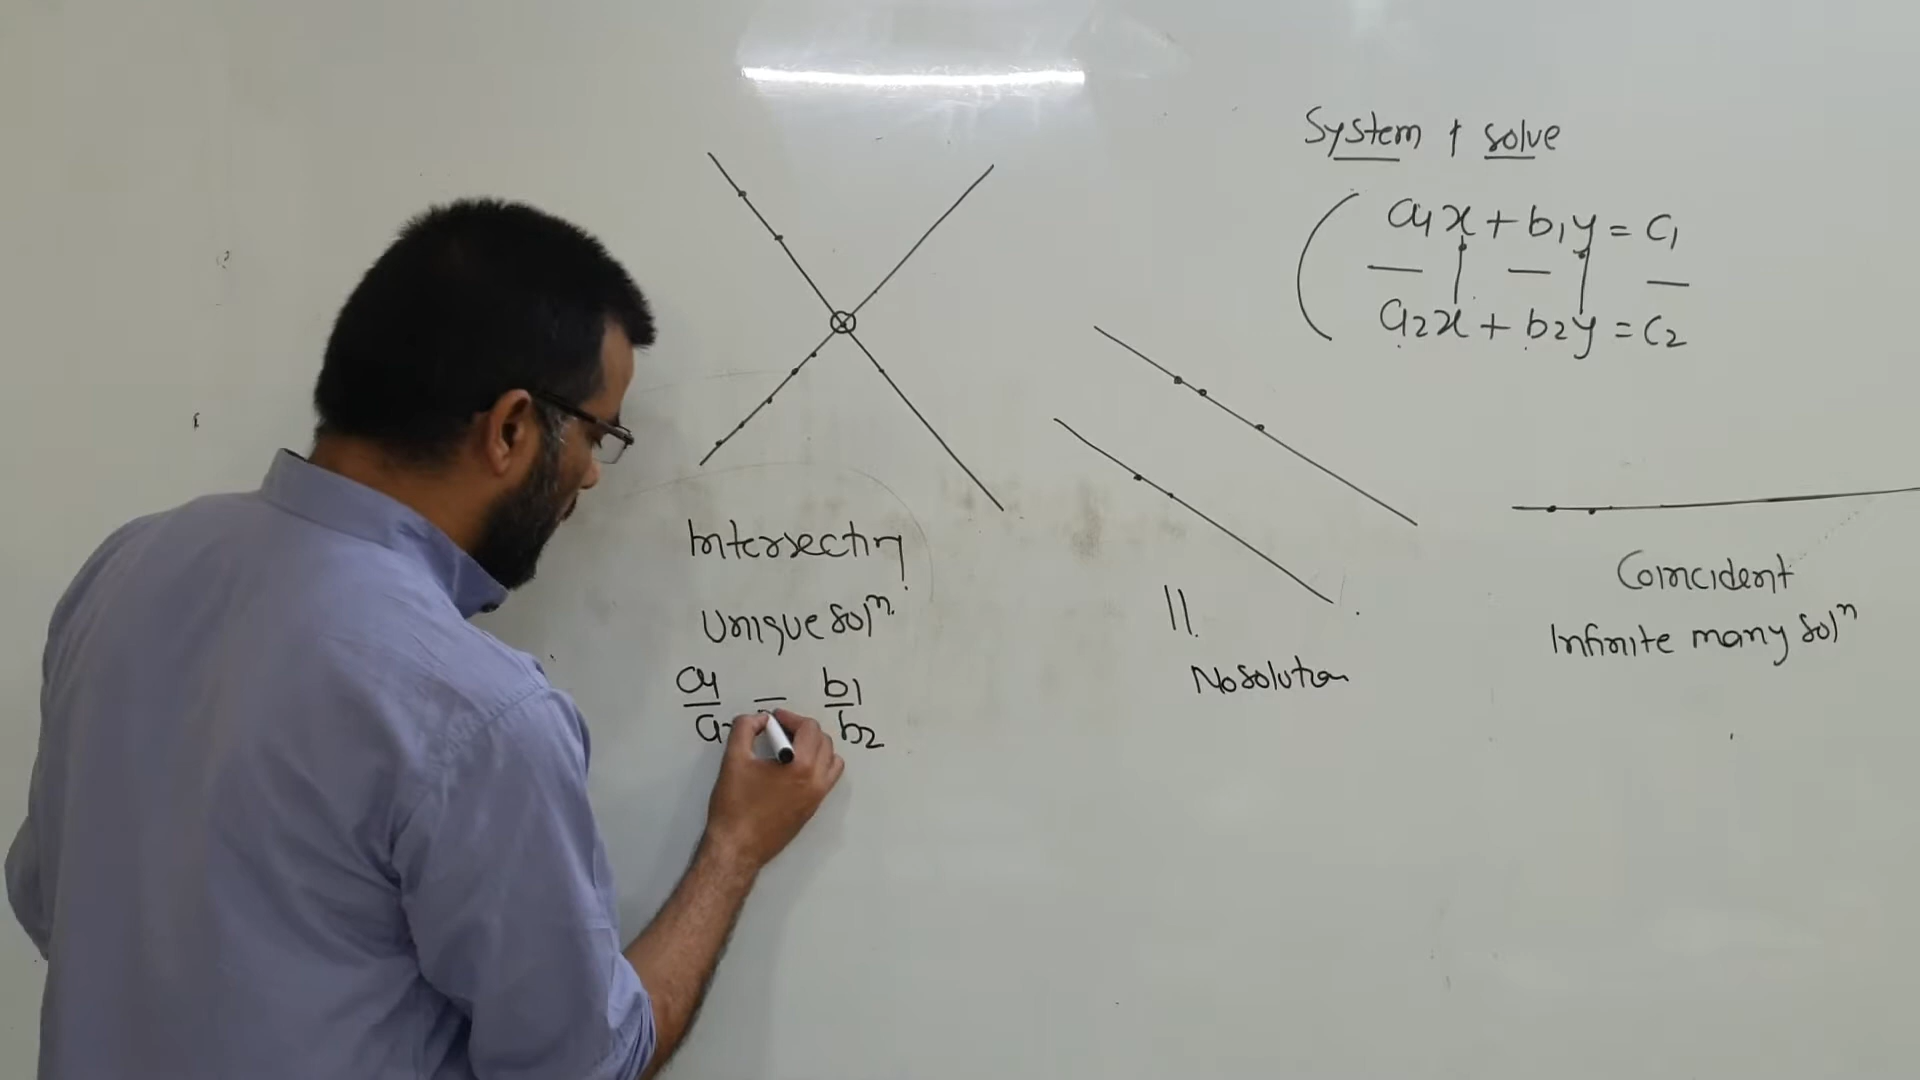 System & solve
a1x + b1y = c1
a2x + b2y = c2
Intersecting
Unique solⁿ.
a1/a2 = b1/b2
||.
No solution
Coincident
Infinite many solⁿ